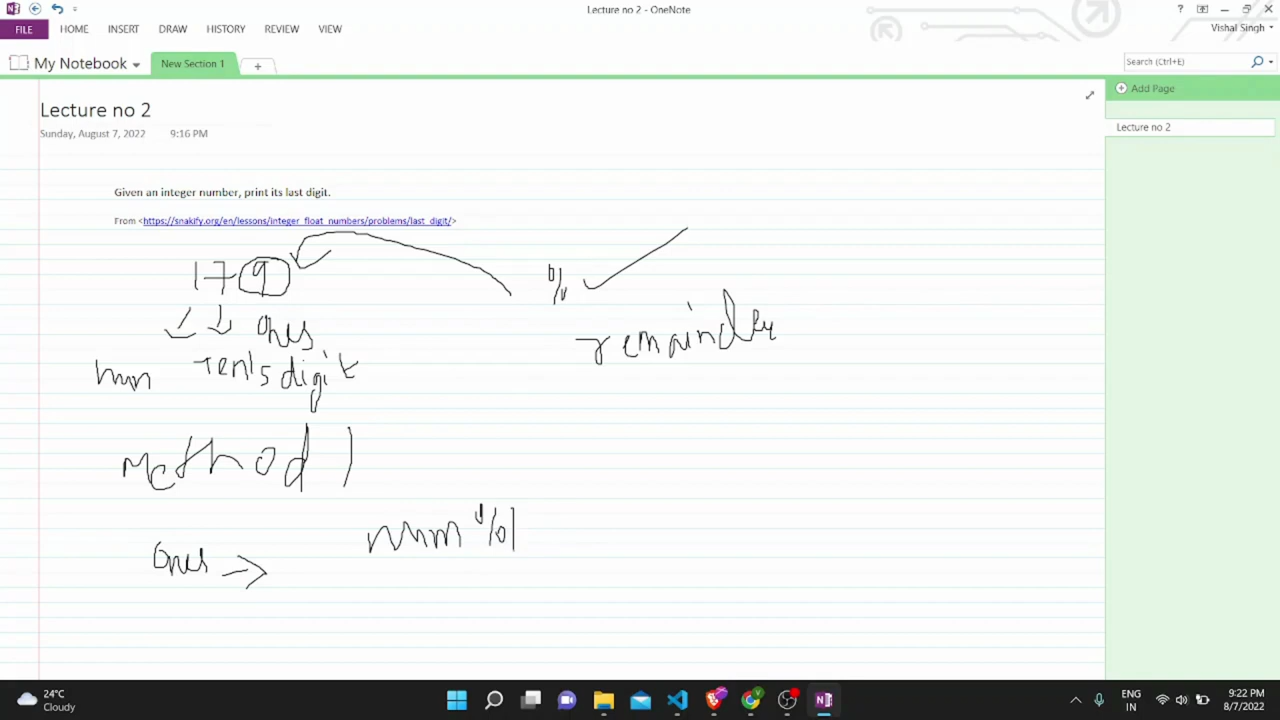 Lecture no 2 - OneNote
?
FILE HOME INSERT DRAW HISTORY REVIEW VIEW
Vishal Singh
My Notebook New Section 1 +
Search (Ctrl+E)
Add Page
Lecture no 2
Lecture no 2
Sunday, August 7, 2022 9:16 PM
Given an integer number, print its last digit.
From <https://snakify.org/en/lessons/integer_float_numbers/problems/last_digit/>
179 %
ones
remainder
hun Ten's digit
Method 1
ones → num %1
24°C
Cloudy
ENG
IN
9:22 PM
8/7/2022